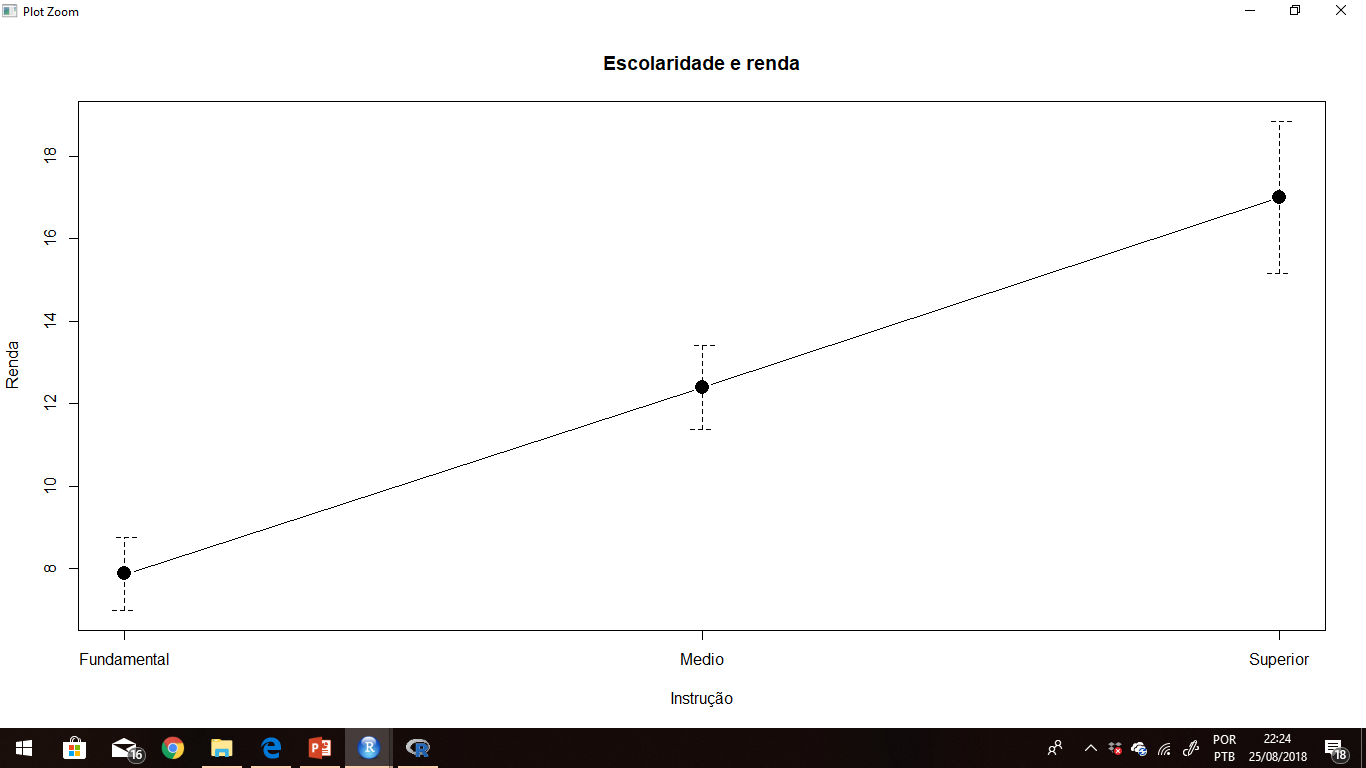 Plot Zoom
Escolaridade e renda
18
16
14
12
10
8
Renda
Fundamental Medio Superior
Instrução
16
POR 22:24
PTB 25/08/2018
18